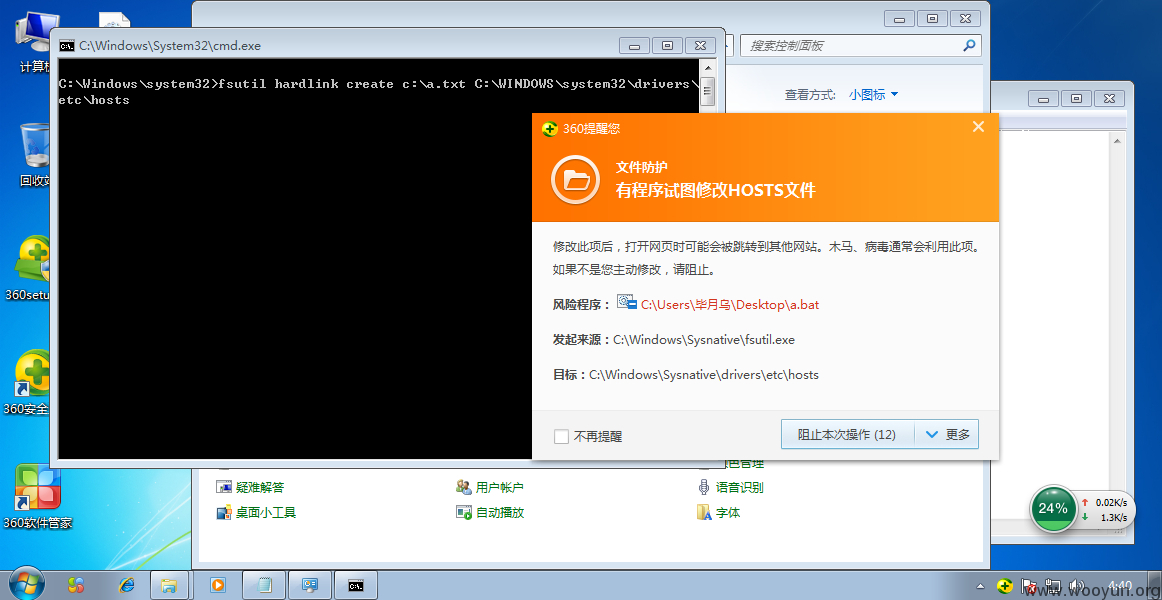 计算机
回收站
360setu
360安全
360软件管家
C:\Windows\System32\cmd.exe
C:\Windows\system32>fsutil hardlink create c:\a.txt C:\WINDOWS\system32\drivers\
etc\hosts
搜索控制面板
查看方式: 小图标
360提醒您
文件防护
有程序试图修改HOSTS文件
修改此项后，打开网页时可能会被跳转到其他网站。木马、病毒通常会利用此项。
如果不是您主动修改，请阻止。
风险程序： C:\Users\毕月乌\Desktop\a.bat
发起来源：C:\Windows\Sysnative\fsutil.exe
目标：C:\Windows\Sysnative\drivers\etc\hosts
不再提醒
阻止本次操作 (12) 更多
疑难解答 用户帐户 语音识别
桌面小工具 自动播放 字体
24%
0.02K/s
1.3K/s
4:40
www.wooyun.org